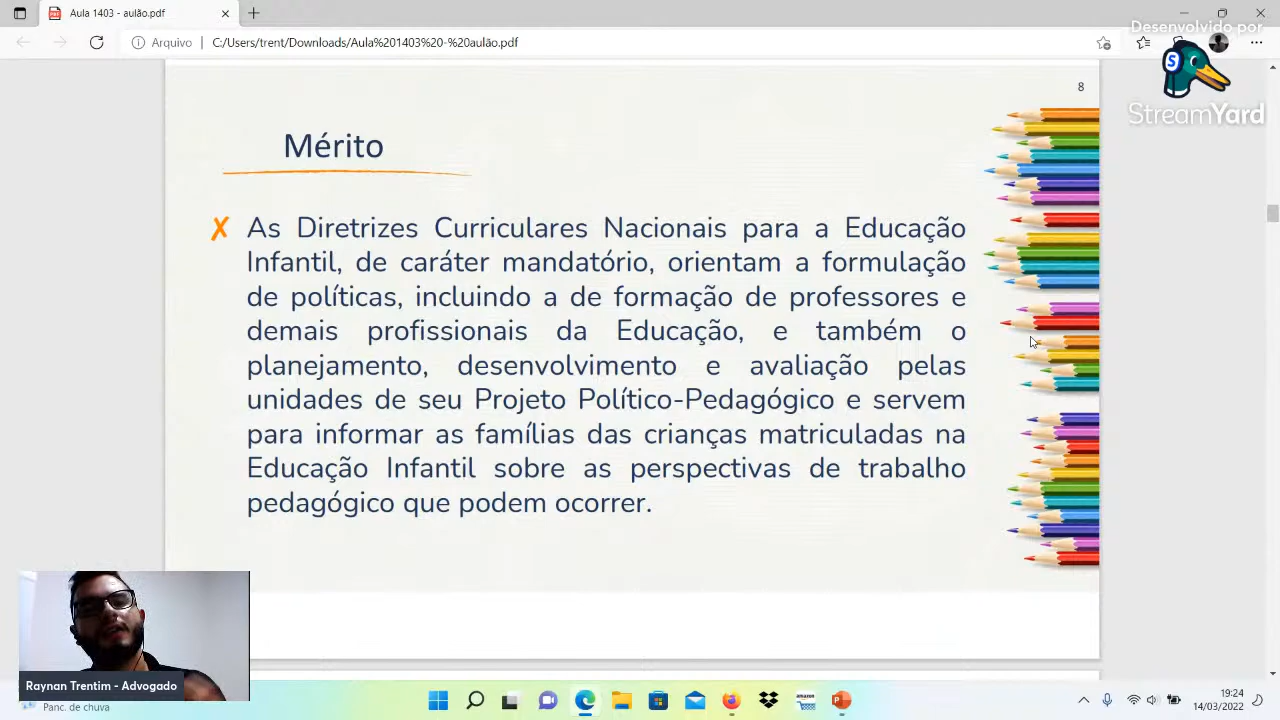 Aula 1403 - aulão.pdf
Desenvolvido por
Arquivo
C:/Users/trent/Downloads/Aula%201403%20-%20aulão.pdf
StreamYard
8
Mérito
✗ As Diretrizes Curriculares Nacionais para a Educação
Infantil, de caráter mandatório, orientam a formulação
de políticas, incluindo a de formação de professores e
demais profissionais da Educação, e também o
planejamento, desenvolvimento e avaliação pelas
unidades de seu Projeto Político-Pedagógico e servem
para informar as famílias das crianças matriculadas na
Educação Infantil sobre as perspectivas de trabalho
pedagógico que podem ocorrer.
Raynan Trentim - Advogado
Panc. de chuva
amazon
19:24
14/03/2022